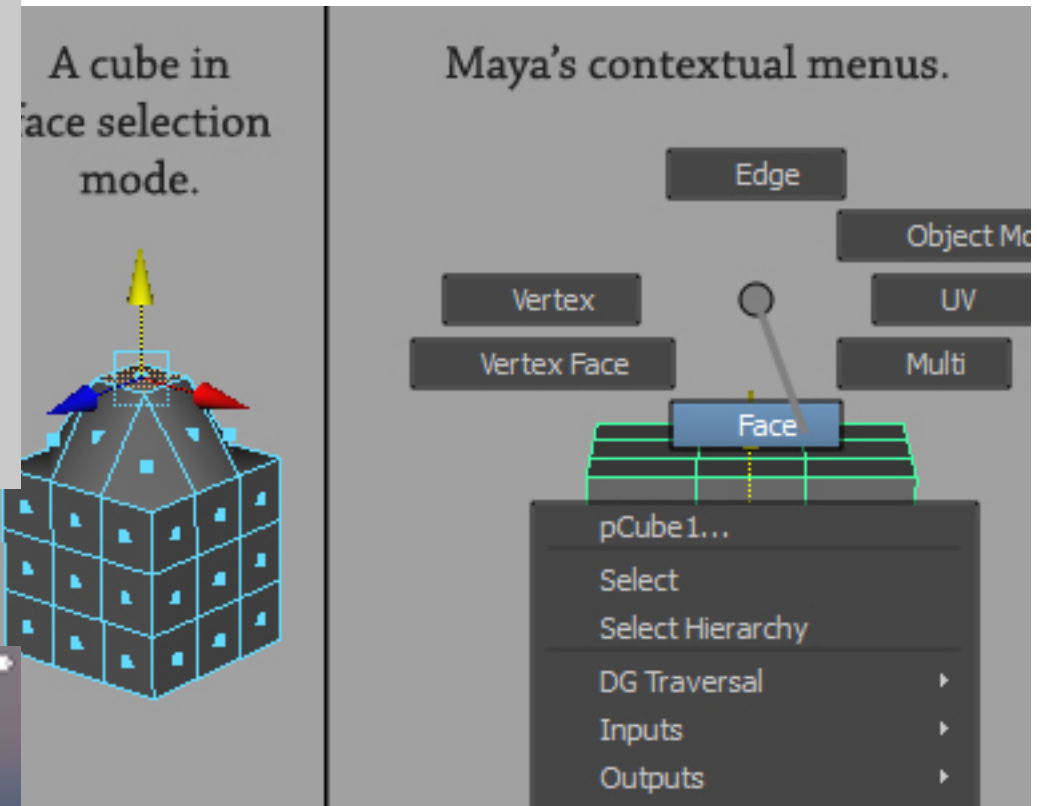 A cube in
face selection
mode.
Maya's contextual menus.
Edge
Object Mo
Vertex
UV
Vertex Face
Multi
Face
pCube1...
Select
Select Hierarchy
DG Traversal
Inputs
Outputs